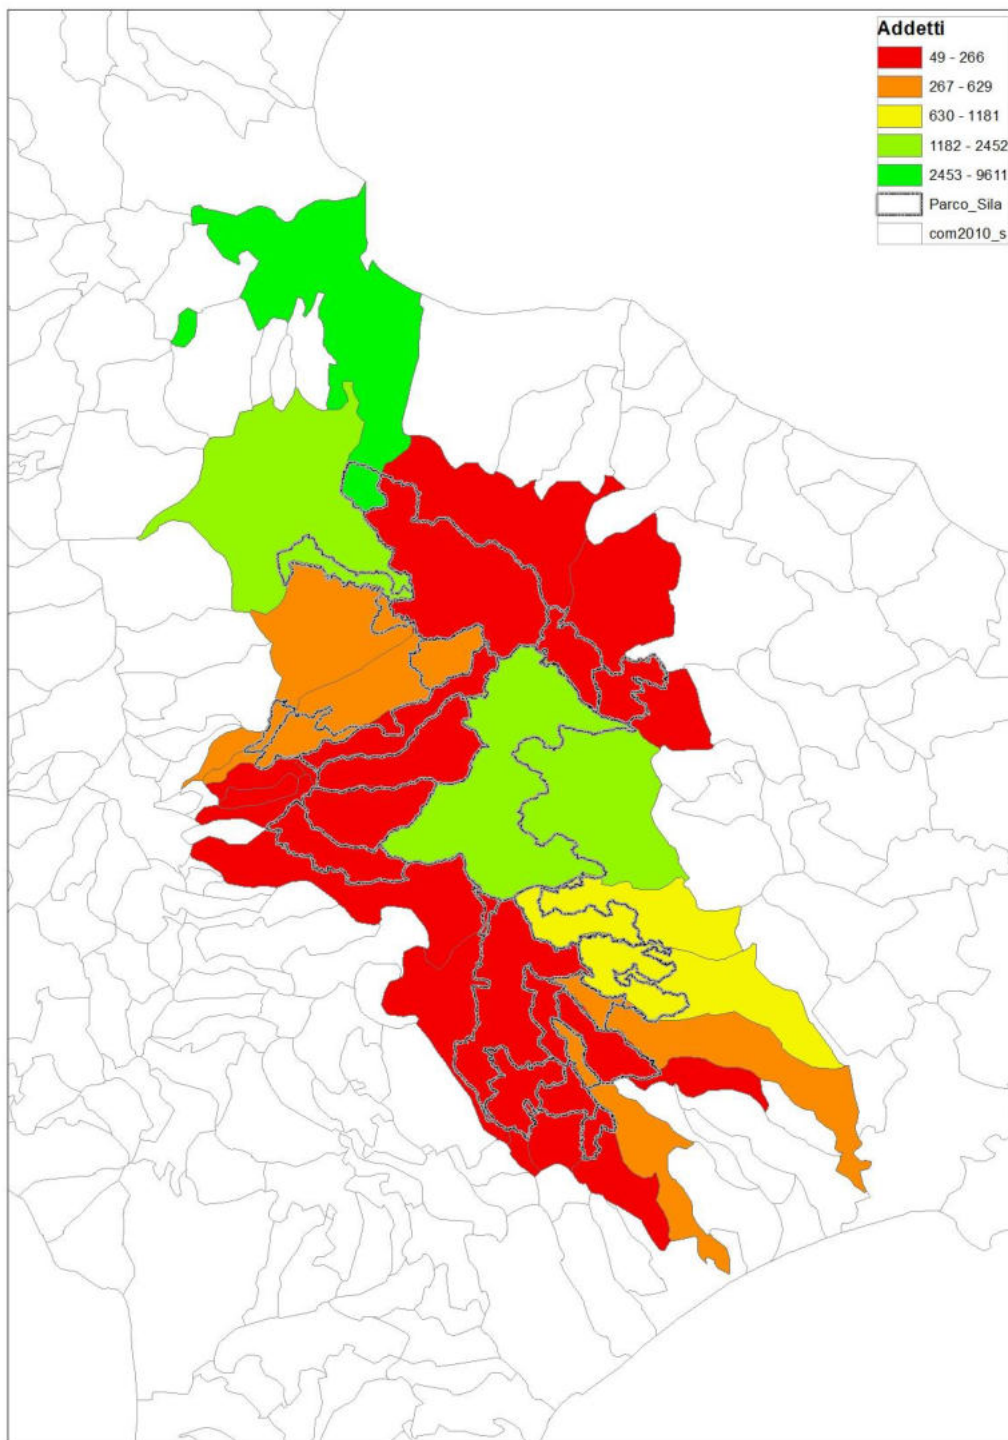 Addetti
49 - 266
267 - 629
630 - 1181
1182 - 2452
2453 - 9611
Parco_Sila
com2010_s